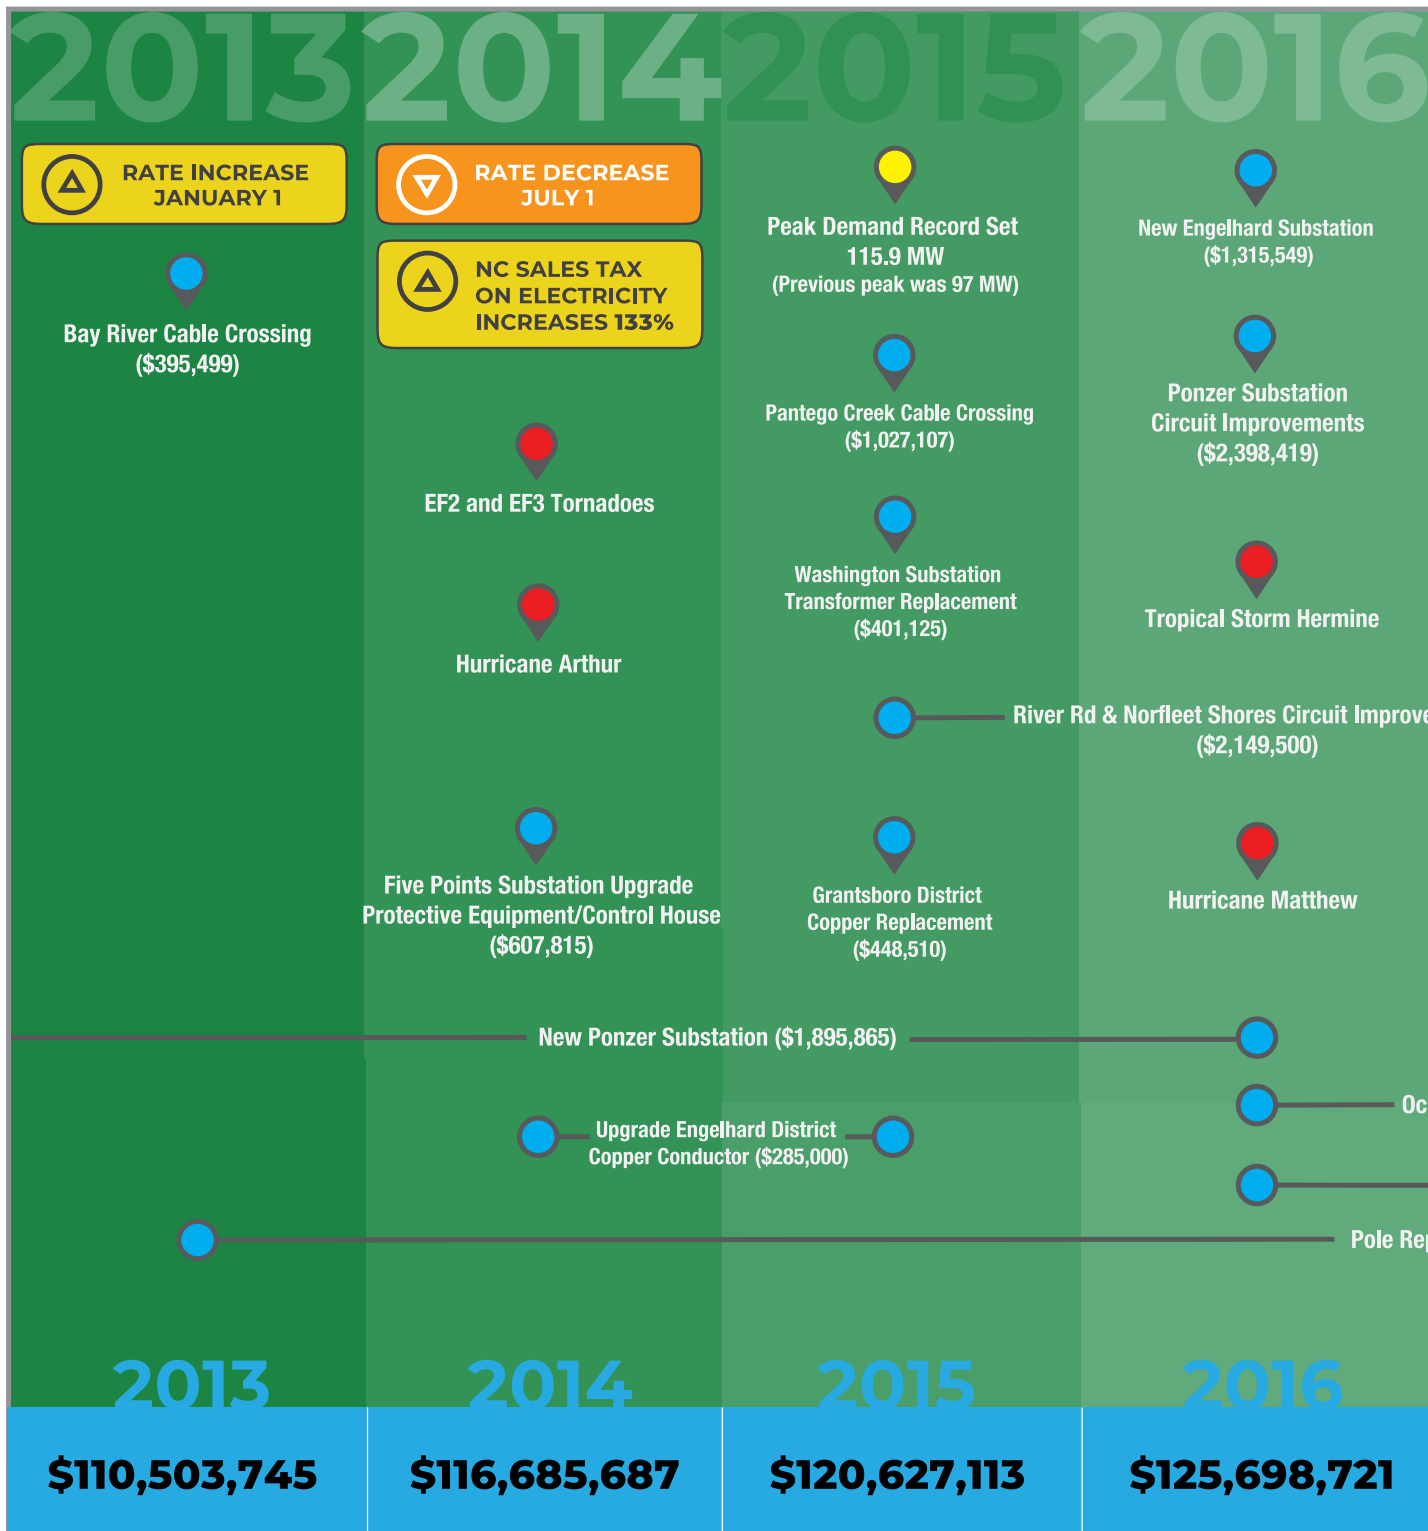 2013
RATE INCREASE
JANUARY 1
Bay River Cable Crossing
($395,499)
2014
RATE DECREASE
JULY 1
NC SALES TAX
ON ELECTRICITY
INCREASES 133%
EF2 and EF3 Tornadoes
Hurricane Arthur
Five Points Substation Upgrade
Protective Equipment/Control House
($607,815)
2015
Peak Demand Record Set
115.9 MW
(Previous peak was 97 MW)
Pantego Creek Cable Crossing
($1,027,107)
Washington Substation
Transformer Replacement
($401,125)
River Rd & Norfleet Shores Circuit Improve
($2,149,500)
Grantsboro District
Copper Replacement
($448,510)
2016
New Engelhard Substation
($1,315,549)
Ponzer Substation
Circuit Improvements
($2,398,419)
Tropical Storm Hermine
Hurricane Matthew
New Ponzer Substation ($1,895,865)
Oc
Upgrade Engelhard District
Copper Conductor ($285,000)
Pole Rep
2013
2014
2015
2016
$110,503,745
$116,685,687
$120,627,113
$125,698,721